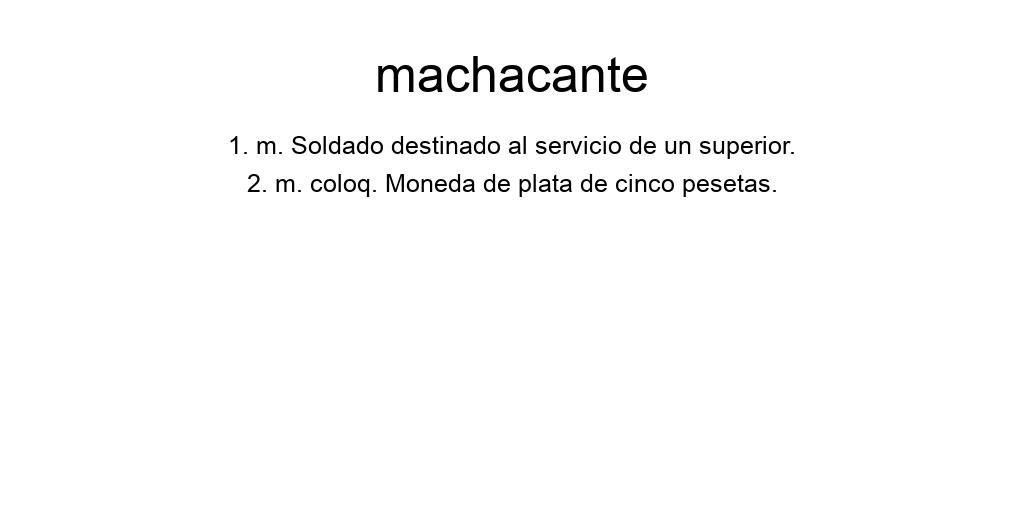 machacante
1. m. Soldado destinado al servicio de un superior.
2. m. coloq. Moneda de plata de cinco pesetas.